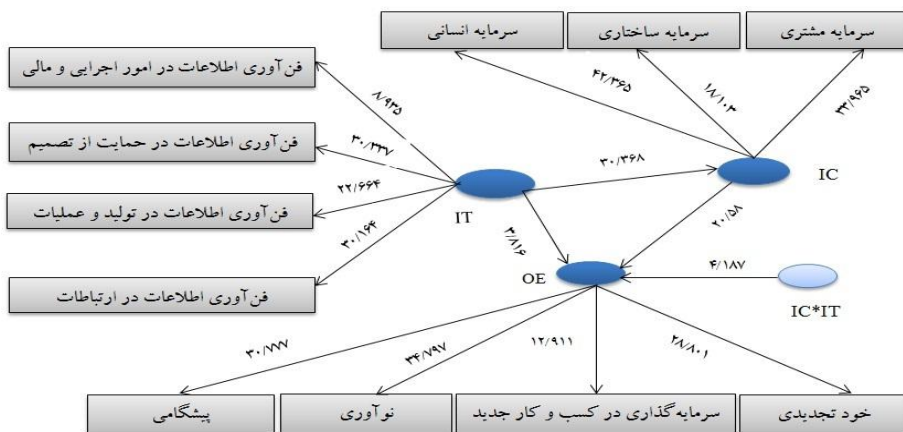 سرمایه انسانی
سرمایه ساختاری
سرمایه مشتری
فن‌آوری اطلاعات در امور اجرایی و مالی
فن‌آوری اطلاعات در حمایت از تصمیم
فن‌آوری اطلاعات در تولید و عملیات
فن‌آوری اطلاعات در ارتباطات
۸/۹۳۵
۳۰/۳۳۷
۲۲/۶۶۴
۳۰/۱۶۴
۴۲/۳۶۵
۱۸/۱۰۳
۳۳/۹۶۵
IT
۳۰/۳۶۸
IC
۳/۸۱۶
۲۰/۵۸
OE
۴/۱۸۷
IC*IT
۳۰/۷۷۷
۳۴/۷۹۷
۱۲/۹۱۱
۲۸/۸۰۱
پیشگامی
نوآوری
سرمایه‌گذاری در کسب و کار جدید
خود تجدیدی